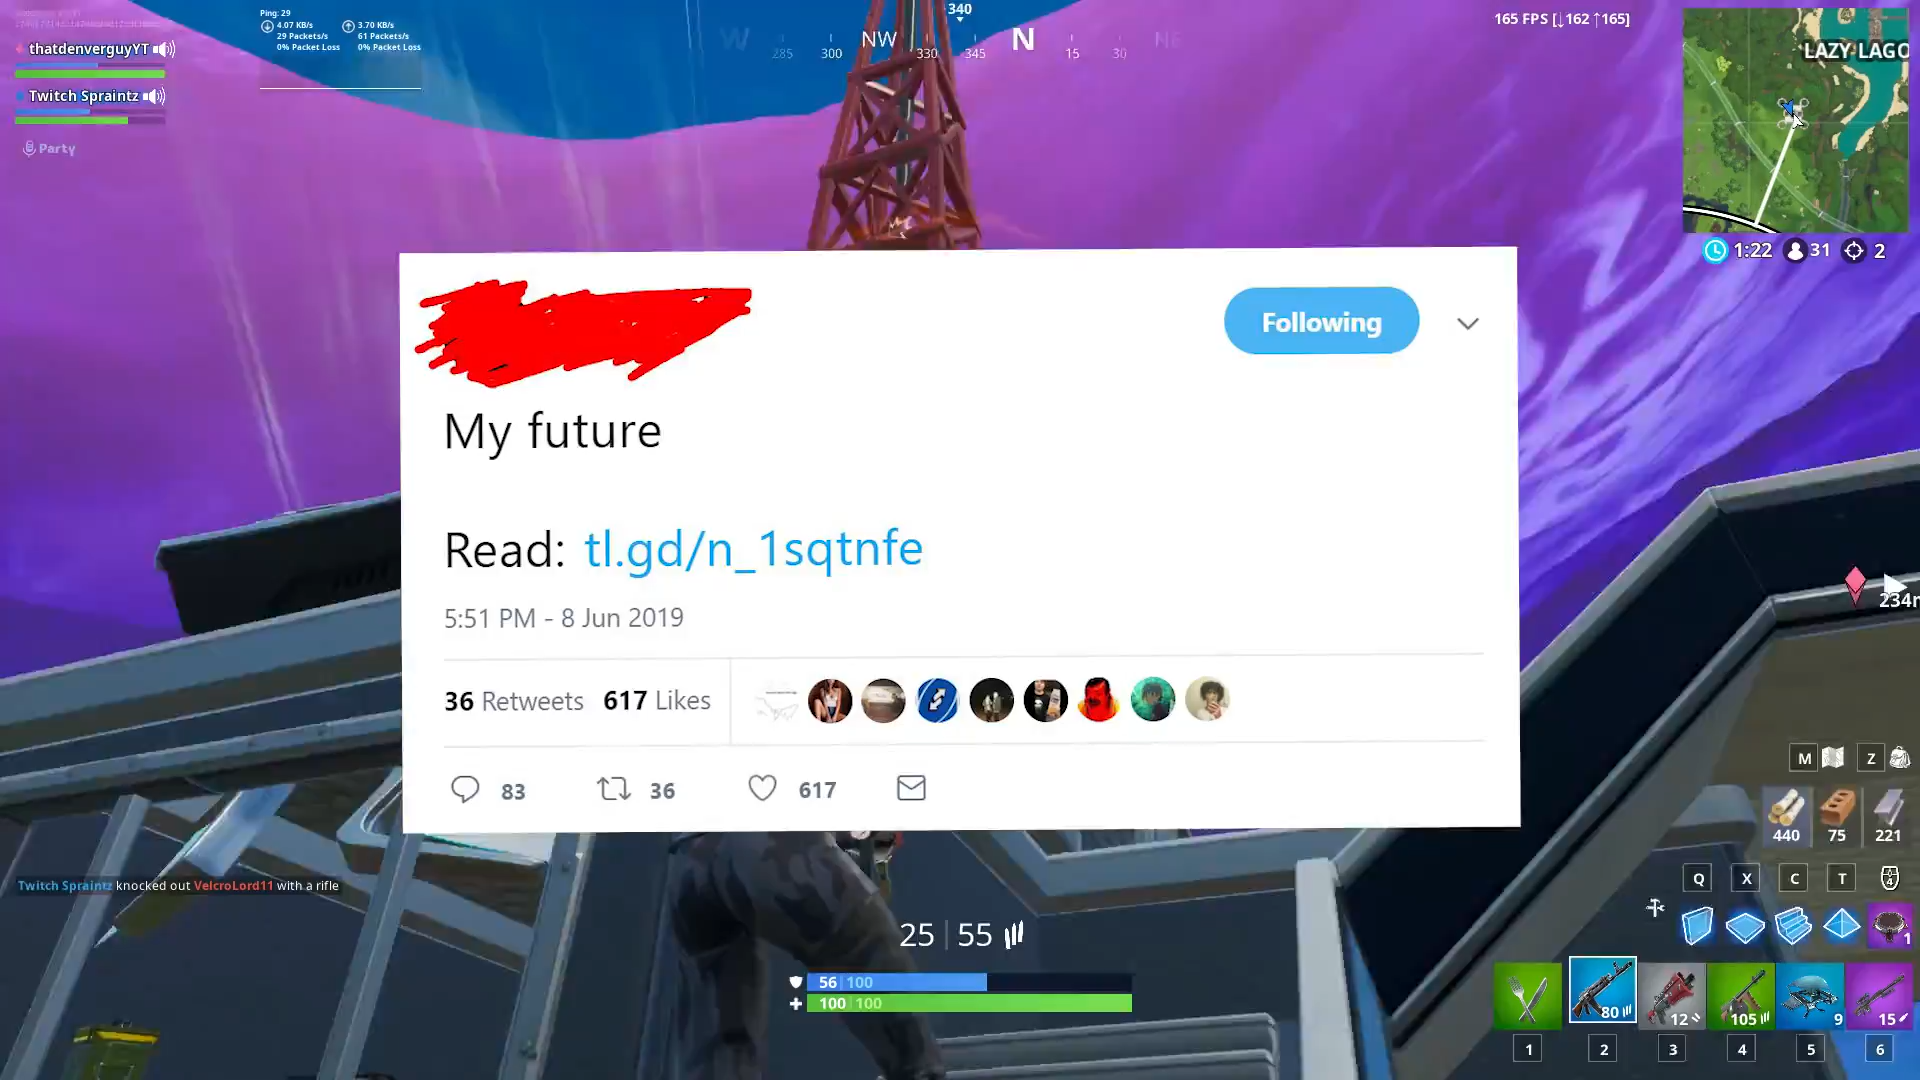 Ping: 29
4.07 KB/s 3.70 KB/s
29 Packets/s 61 Packets/s
0% Packet Loss 0% Packet Loss
thatdenverguyYT
Twitch Spraintz
Party
340
W 285 300 NW 330 345 N 15 30 NE
165 FPS [↓162 ↑165]
LAZY LAGO
1:22 31 2
Following
My future
Read: tl.gd/n_1sqtnfe
5:51 PM - 8 Jun 2019
36 Retweets 617 Likes
83 36 617
234m
M Z
440 75 221
Q X C T
Twitch Spraintz knocked out VelcroLord11 with a rifle
25 | 55
56 | 100
100 | 100
1
80 12 105 9 15
1 2 3 4 5 6